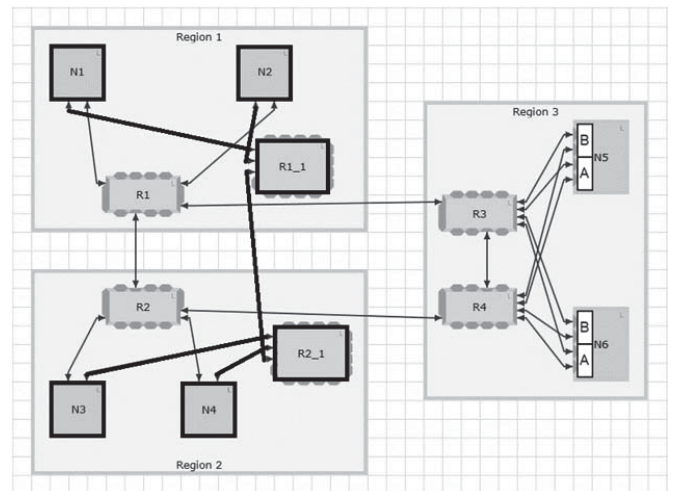 Region 1
N1
N2
R1_1
R1
Region 2
R2
R2_1
N3
N4
Region 3
B
A
N5
R3
R4
B
A
N6